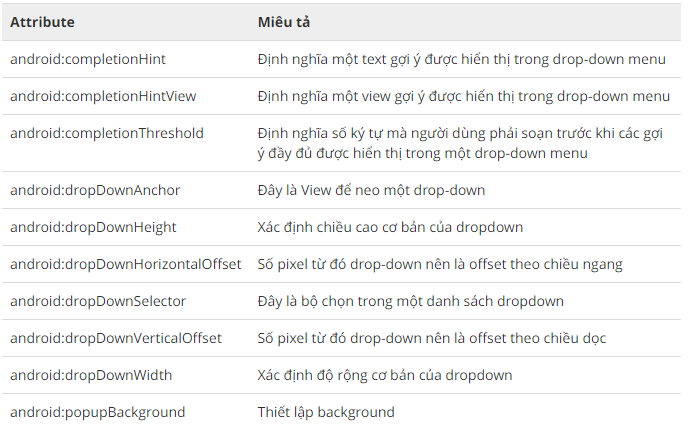 Attribute Miêu tả
android:completionHint Định nghĩa một text gợi ý được hiển thị trong drop-down menu
android:completionHintView Định nghĩa một view gợi ý được hiển thị trong drop-down menu
android:completionThreshold Định nghĩa số ký tự mà người dùng phải soạn trước khi các gợi
ý đầy đủ được hiển thị trong một drop-down menu
android:dropDownAnchor Đây là View để neo một drop-down
android:dropDownHeight Xác định chiều cao cơ bản của dropdown
android:dropDownHorizontalOffset Số pixel từ đó drop-down nên là offset theo chiều ngang
android:dropDownSelector Đây là bộ chọn trong một danh sách dropdown
android:dropDownVerticalOffset Số pixel từ đó drop-down nên là offset theo chiều dọc
android:dropDownWidth Xác định độ rộng cơ bản của dropdown
android:popupBackground Thiết lập background